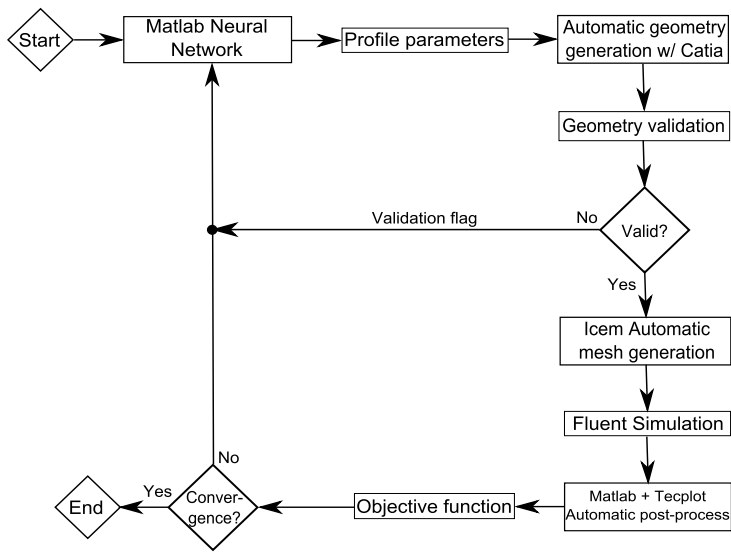 Start
Matlab Neural
Network
Profile parameters
Automatic geometry
generation w/ Catia
Geometry validation
Valid?
No
Validation flag
Yes
Icem Automatic
mesh generation
Fluent Simulation
Matlab + Tecplot
Automatic post-process
Objective function
Conver-
gence?
No
Yes
End